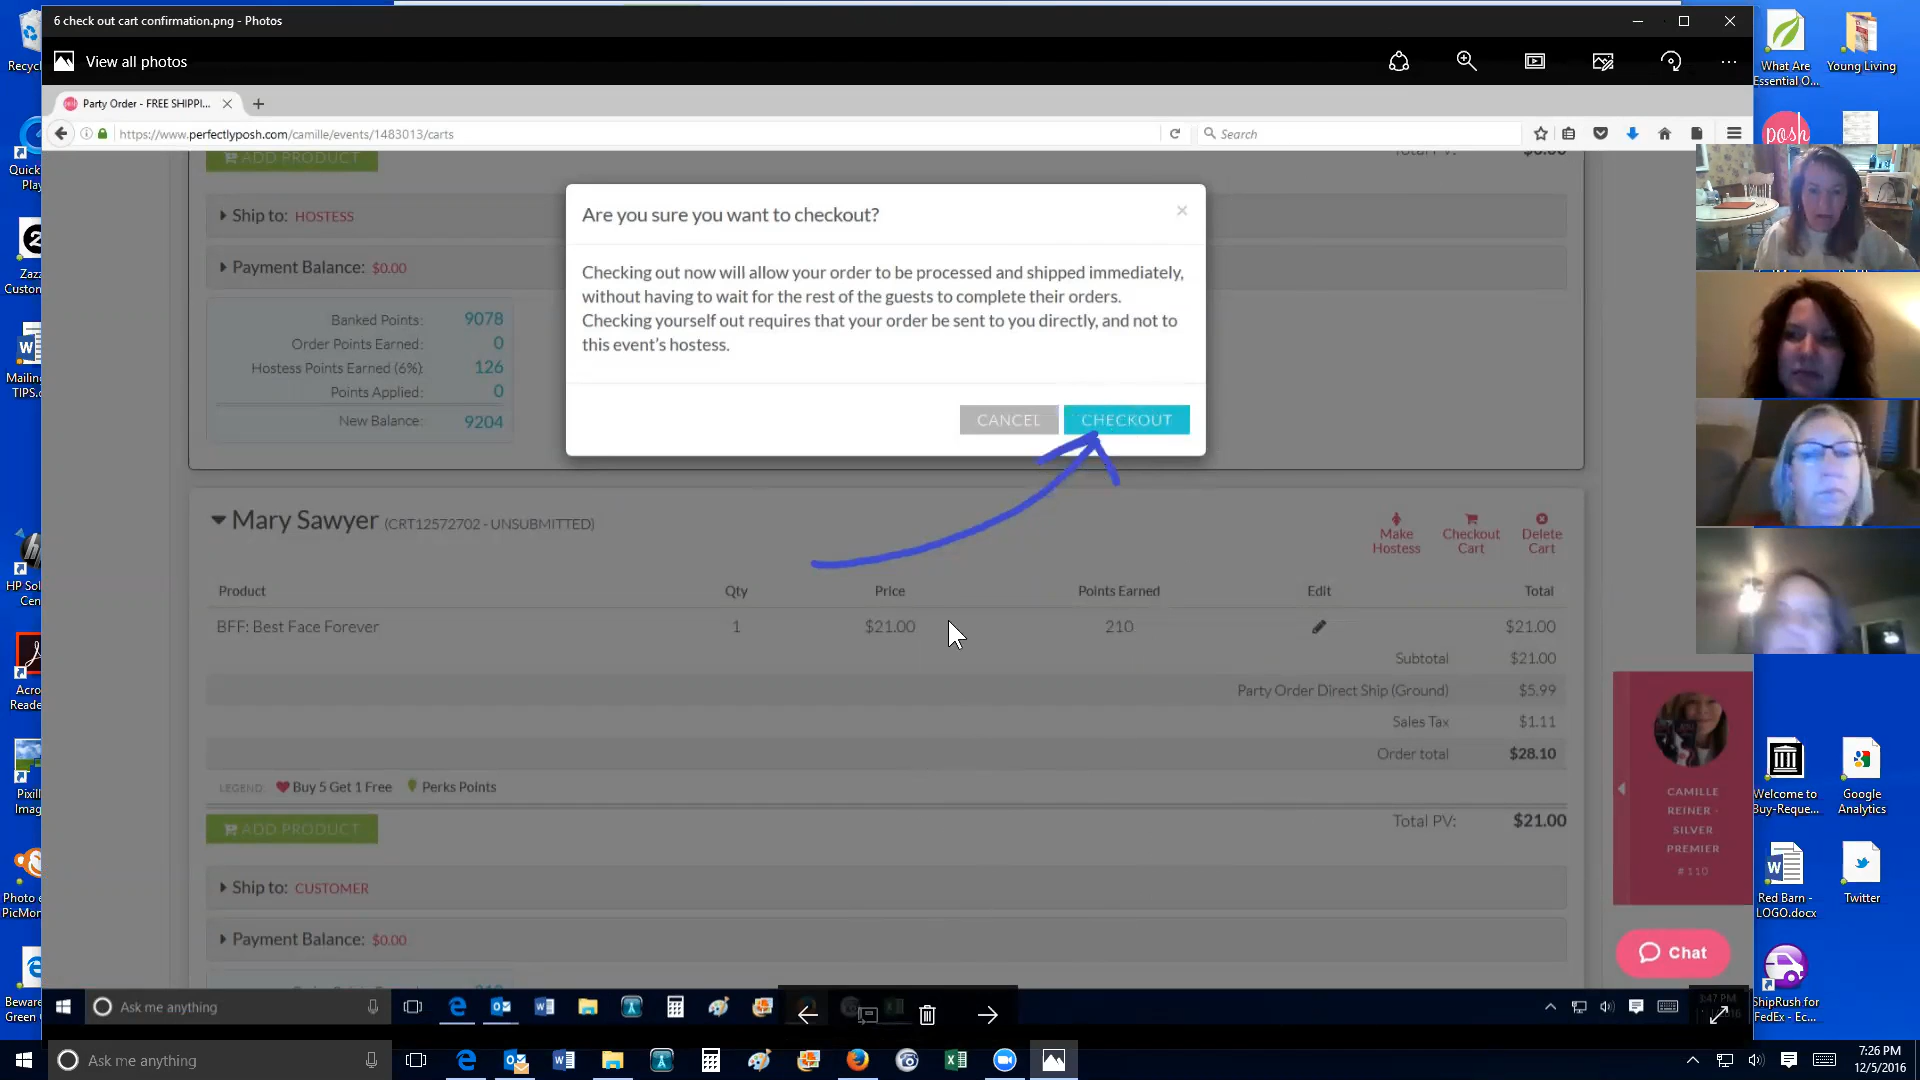 6 check out cart confirmation.png - Photos
View all photos
Party Order - FREE SHIPPI...
https://www.perfectlyposh.com/camille/events/1483013/carts
Search
ADD PRODUCT
Ship to: HOSTESS
Payment Balance: $0.00
Banked Points: 9078
Order Points Earned: 0
Hostess Points Earned (6%): 126
Points Applied: 0
New Balance: 9204
Are you sure you want to checkout?
Checking out now will allow your order to be processed and shipped immediately,
without having to wait for the rest of the guests to complete their orders.
Checking yourself out requires that your order be sent to you directly, and not to
this event's hostess.
CANCEL CHECKOUT
Mary Sawyer (CRT12572702 - UNSUBMITTED)
Make Hostess
Checkout Cart
Delete Cart
Product Qty Price Points Earned Edit Total
BFF: Best Face Forever 1 $21.00 210 $21.00
Subtotal $21.00
Party Order Direct Ship (Ground) $5.99
Sales Tax $1.11
Order total $28.10
LEGEND: Buy 5 Get 1 Free Perks Points
ADD PRODUCT
Total PV: $21.00
Ship to: CUSTOMER
Payment Balance: $0.00
CAMILLE
REINER -
SILVER
PREMIER
#110
Chat
Ask me anything
3:47 PM
Ask me anything
7:26 PM
12/5/2016
What Are
Essential O...
Young Living
posh
Welcome to
Buy-Reque...
Google
Analytics
Red Barn -
LOGO.docx
Twitter
ShipRush for
FedEx - Ec...